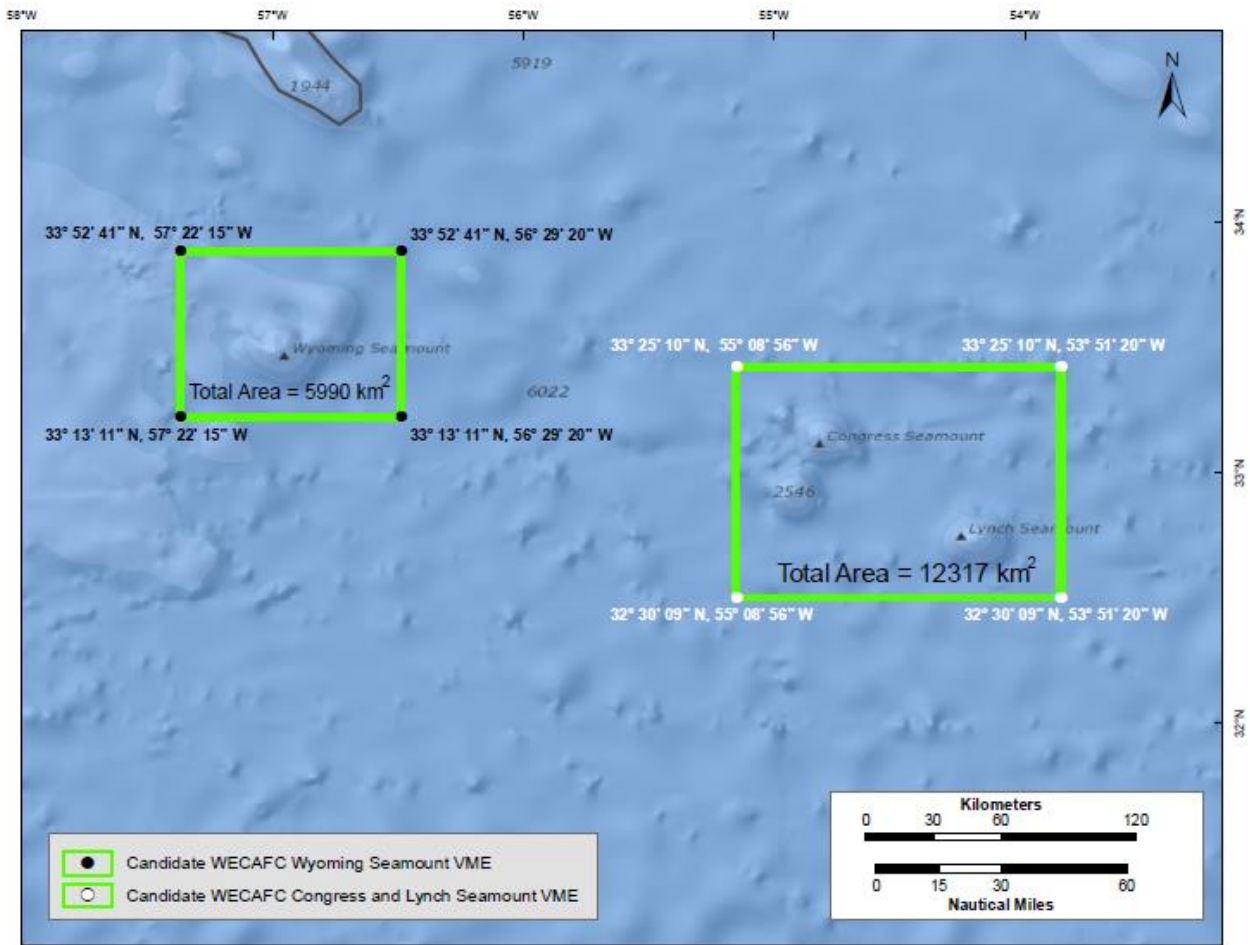 58°W 57°W 56°W 55°W 54°W
5919
N
1944
34°N
33° 52' 41" N, 57° 22' 15" W
33° 52' 41" N, 56° 29' 20" W
Wyoming Seamount
33° 25' 10" N, 55° 08' 56" W
33° 25' 10" N, 53° 51' 20" W
Total Area = 5990 km²
6022
33° 13' 11" N, 57° 22' 15" W
33° 13' 11" N, 56° 29' 20" W
Congress Seamount
33°N
2546
Lynch Seamount
Total Area = 12317 km²
32° 30' 09" N, 55° 08' 56" W
32° 30' 09" N, 53° 51' 20" W
32°N
Kilometers
0 30 60 120
0 15 30 60
Nautical Miles
Candidate WECAFC Wyoming Seamount VME
Candidate WECAFC Congress and Lynch Seamount VME